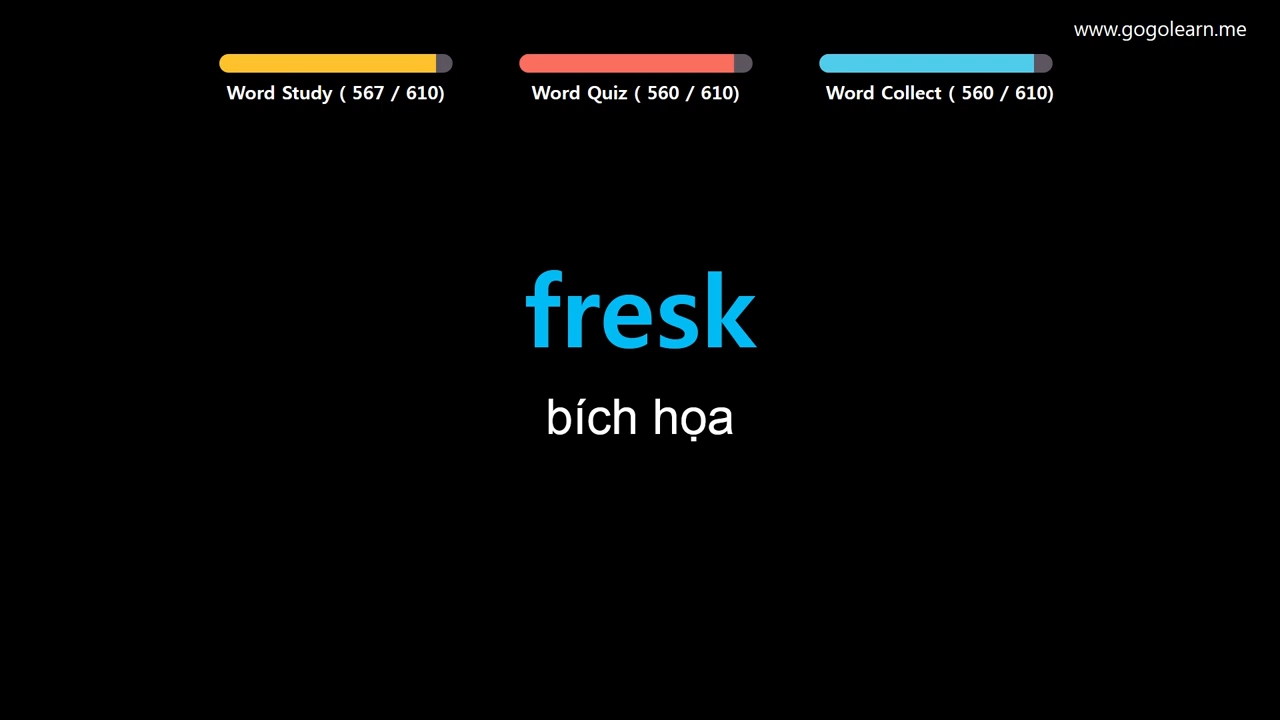 www.gogolearn.me
Word Study ( 567 / 610)
Word Quiz ( 560 / 610)
Word Collect ( 560 / 610)
fresk
bích họa